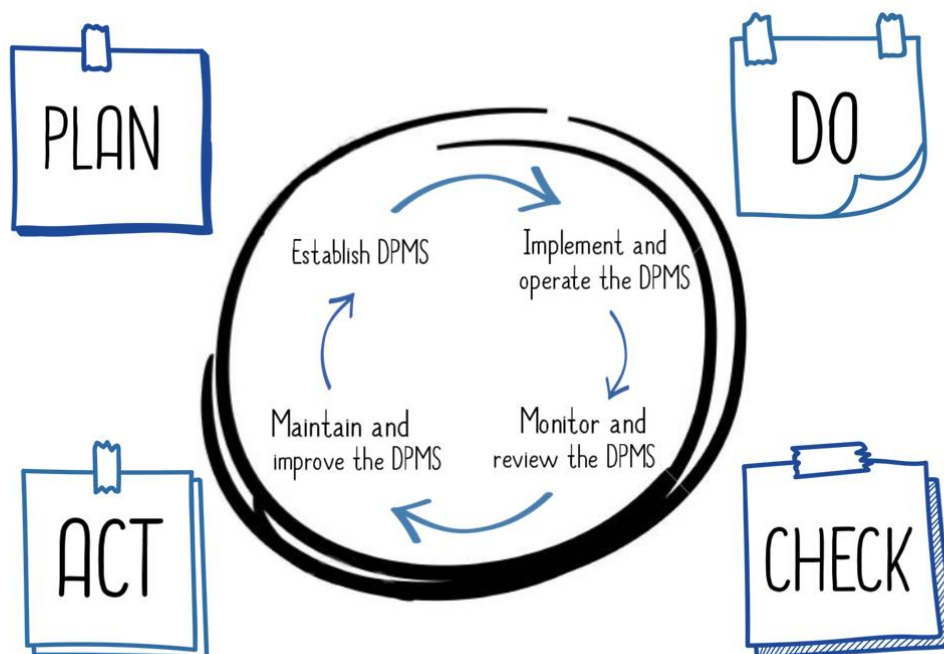 PLAN
DO
Establish DPMS
Implement and
operate the DPMS
Maintain and
improve the DPMS
Monitor and
review the DPMS
ACT
CHECK